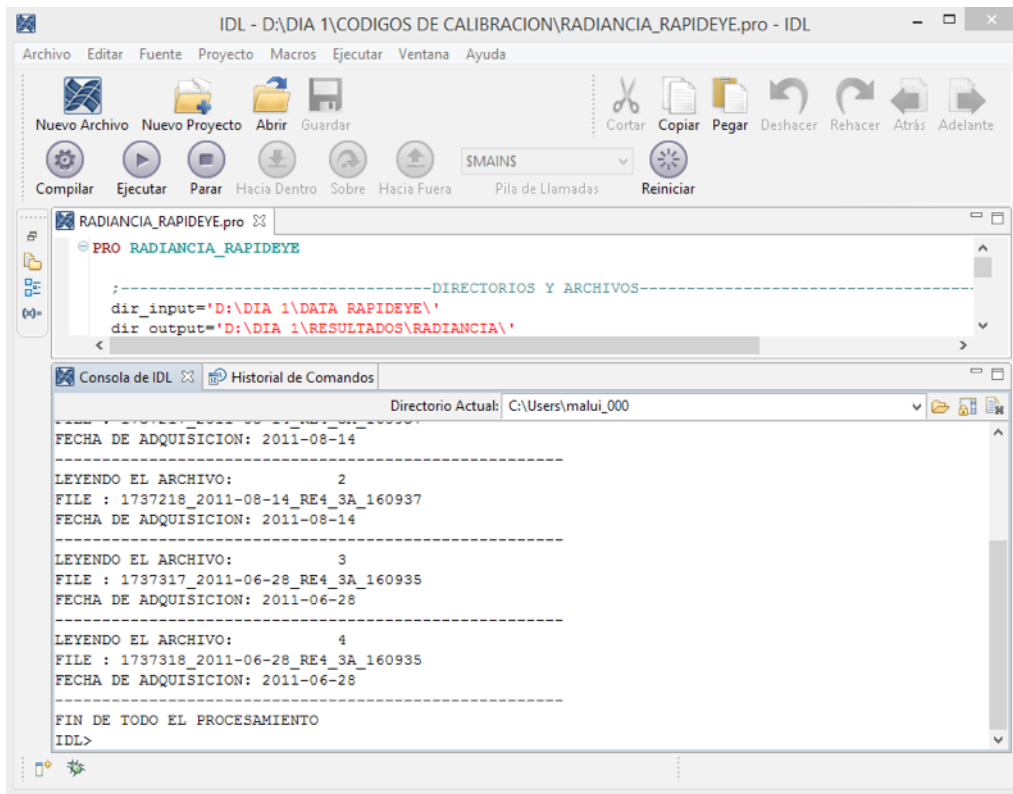 IDL - D:\DIA 1\CODIGOS DE CALIBRACION\RADIANCIA_RAPIDEYE.pro - IDL
Archivo Editar Fuente Proyecto Macros Ejecutar Ventana Ayuda
Nuevo Archivo Nuevo Proyecto Abrir Guardar Cortar Copiar Pegar Deshacer Rehacer Atrás Adelante
$MAIN$
Compilar Ejecutar Parar Hacia Dentro Sobre Hacia Fuera Pila de Llamadas Reiniciar
RADIANCIA_RAPIDEYE.pro
PRO RADIANCIA_RAPIDEYE
;----------------------------------DIRECTORIOS Y ARCHIVOS------------------------------------
dir_input='D:\DIA 1\DATA RAPIDEYE\'
dir_output='D:\DIA 1\RESULTADOS\RADIANCIA\'
(x)=
Consola de IDL Historial de Comandos
Directorio Actual: C:\Users\malui_000
FILE : 1737217_2011-08-14_RE4_3A_160937
FECHA DE ADQUISICION: 2011-08-14
------------------------------------------------------
LEYENDO EL ARCHIVO: 2
FILE : 1737218_2011-08-14_RE4_3A_160937
FECHA DE ADQUISICION: 2011-08-14
------------------------------------------------------
LEYENDO EL ARCHIVO: 3
FILE : 1737317_2011-06-28_RE4_3A_160935
FECHA DE ADQUISICION: 2011-06-28
------------------------------------------------------
LEYENDO EL ARCHIVO: 4
FILE : 1737318_2011-06-28_RE4_3A_160935
FECHA DE ADQUISICION: 2011-06-28
------------------------------------------------------
FIN DE TODO EL PROCESAMIENTO
IDL>